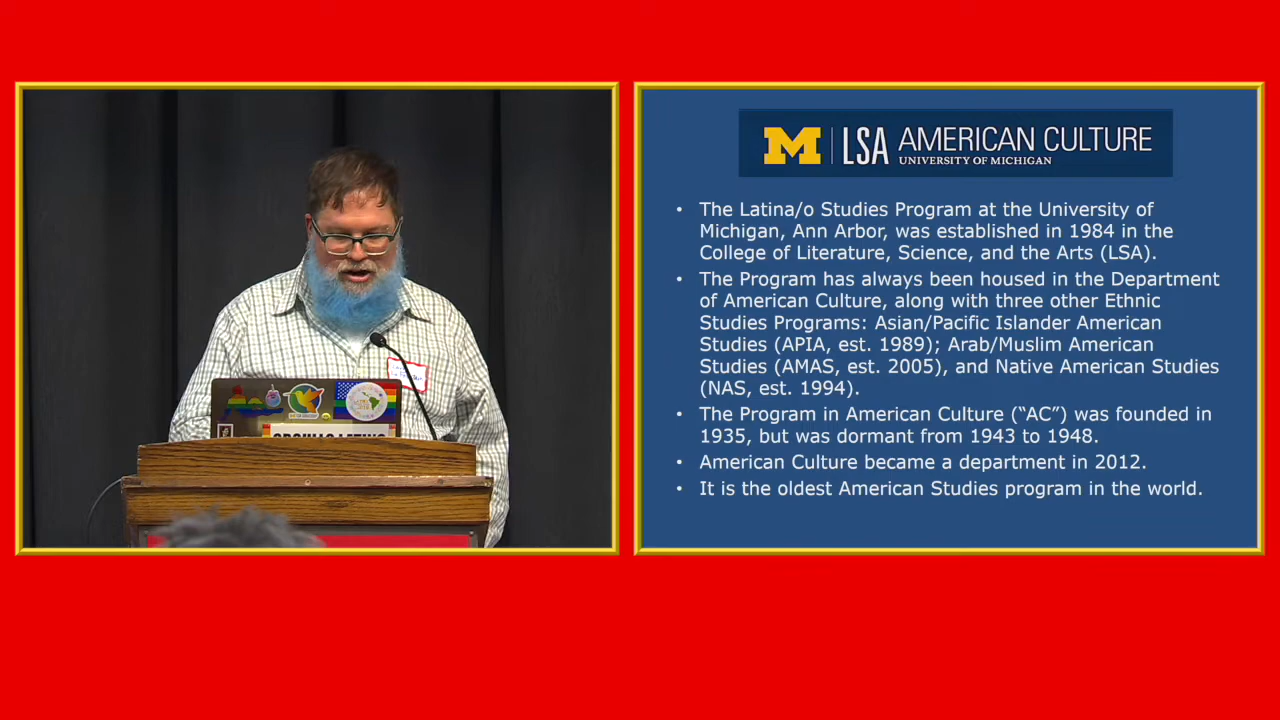 M | LSA AMERICAN CULTURE
UNIVERSITY OF MICHIGAN
• The Latina/o Studies Program at the University of
Michigan, Ann Arbor, was established in 1984 in the
College of Literature, Science, and the Arts (LSA).
• The Program has always been housed in the Department
of American Culture, along with three other Ethnic
Studies Programs: Asian/Pacific Islander American
Studies (APIA, est. 1989); Arab/Muslim American
Studies (AMAS, est. 2005), and Native American Studies
(NAS, est. 1994).
• The Program in American Culture (“AC”) was founded in
1935, but was dormant from 1943 to 1948.
• American Culture became a department in 2012.
• It is the oldest American Studies program in the world.